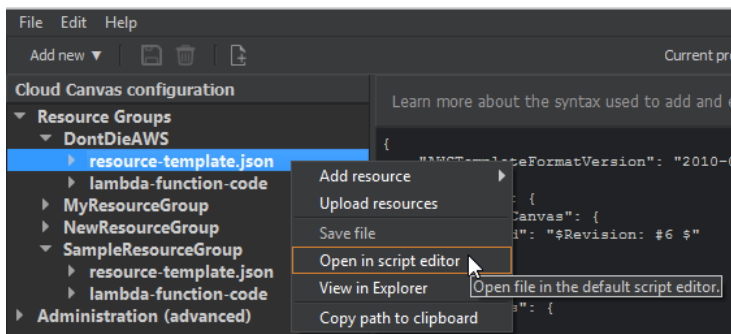 File Edit Help
Add new ▼
Current pr
Cloud Canvas configuration
Learn more about the syntax used to add and e
Resource Groups
DontDieAWS
resource-template.json
lambda-function-code
MyResourceGroup
NewResourceGroup
SampleResourceGroup
resource-template.json
lambda-function-code
Administration (advanced)
{
TemplateFormatVersion": "2010-0
: {
Canvas": {
": "$Revision: #6 $"
s": {
Add resource
Upload resources
Save file
Open in script editor
View in Explorer
Copy path to clipboard
Open file in the default script editor.